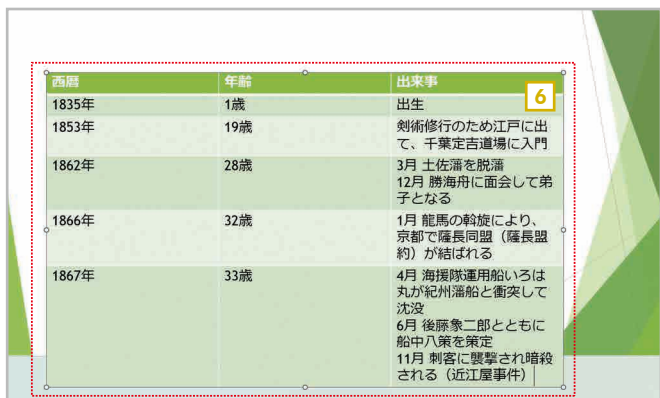 西暦 年齢 出来事
6
1835年 1歳 出生
1853年 19歳 剣術修行のため江戸に出
て、千葉定吉道場に入門
1862年 28歳 3月 土佐藩を脱藩
12月 勝海舟に面会して弟
子となる
1866年 32歳 1月 龍馬の斡旋により、
京都で薩長同盟（薩長盟
約）が結ばれる
1867年 33歳 4月 海援隊運用船いろは
丸が紀州藩船と衝突して
沈没
6月 後藤象二郎とともに
船中八策を策定
11月 刺客に襲撃され暗殺
される（近江屋事件）